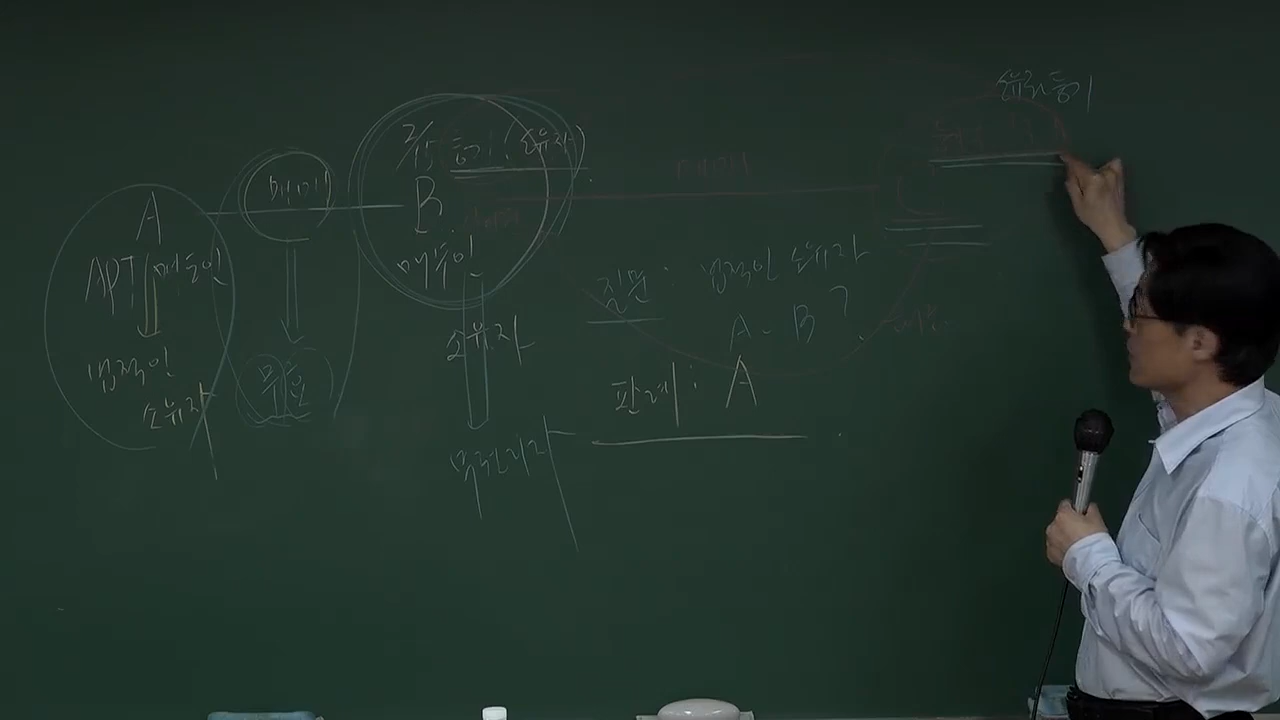 소유권 등기
2/15 등기! (소유자)
매매
매매
A
B
C
APT/매도인
매수인
질문 : 법적인 소유자
A - B?
소유자
법적인
소유자
무효
판례 : A
무권리자